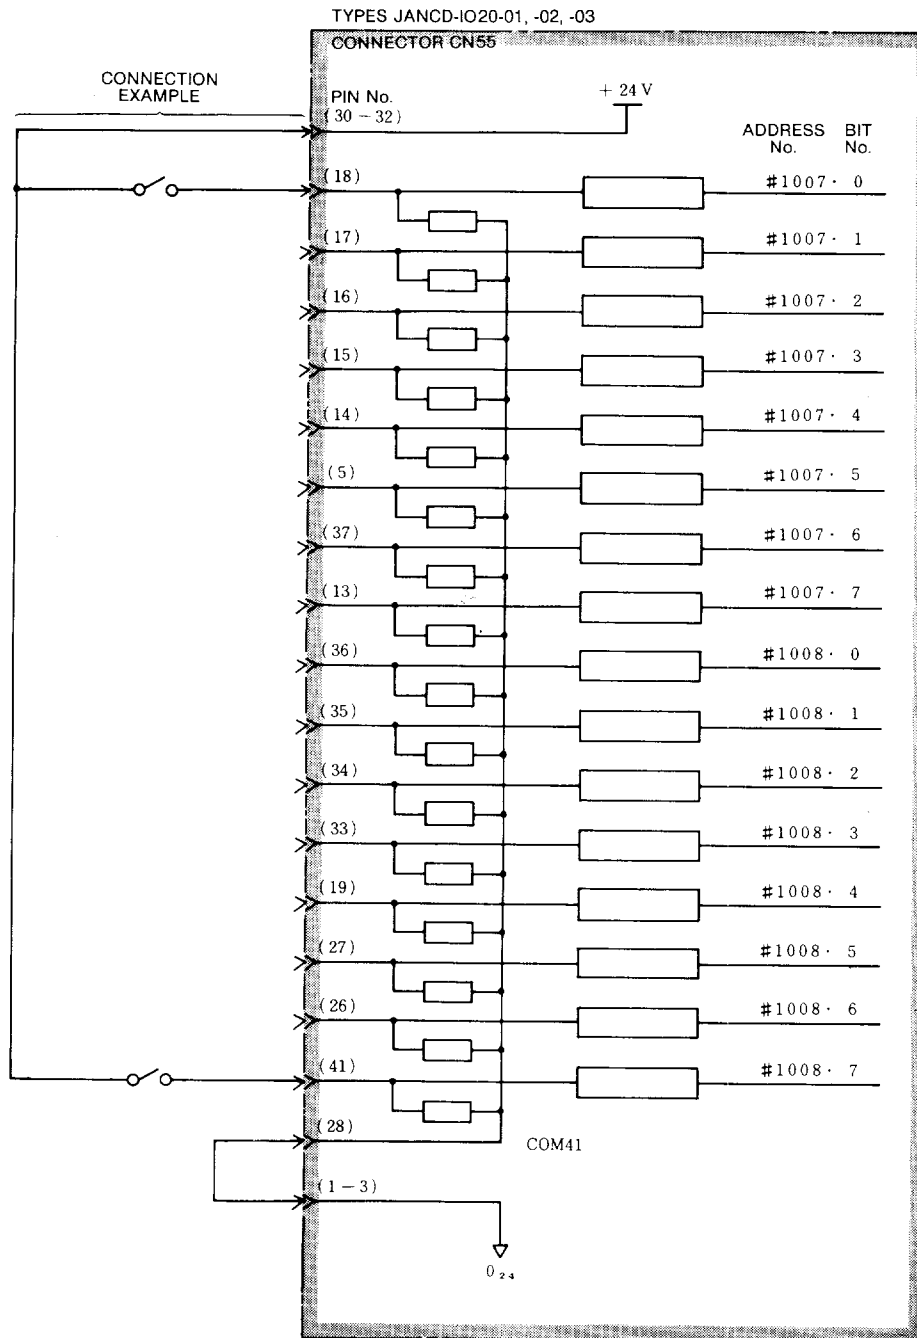 TYPES JANCD-IO20-01, -02, -03
CONNECTOR CN55
CONNECTION
EXAMPLE
PIN No.
(30 – 32)
+ 24 V
ADDRESS BIT
No. No.
(18) #1007 · 0
(17) #1007 · 1
(16) #1007 · 2
(15) #1007 · 3
(14) #1007 · 4
(5) #1007 · 5
(37) #1007 · 6
(13) #1007 · 7
(36) #1008 · 0
(35) #1008 · 1
(34) #1008 · 2
(33) #1008 · 3
(19) #1008 · 4
(27) #1008 · 5
(26) #1008 · 6
(41) #1008 · 7
(28)
COM41
(1 – 3)
0₂₄